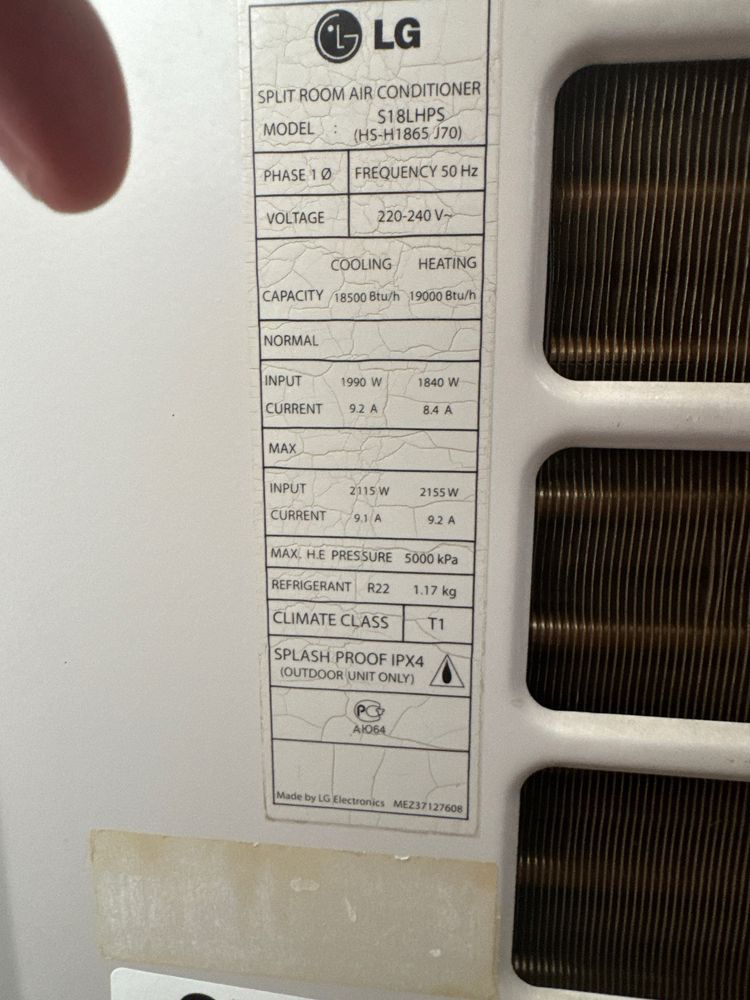 LG
SPLIT ROOM AIR CONDITIONER
MODEL : S18LHPS
(HS-H1865 J70)
PHASE 1 Ø FREQUENCY 50 Hz
VOLTAGE 220-240 V~
COOLING HEATING
CAPACITY 18500 Btu/h 19000 Btu/h
NORMAL
INPUT 1990 W 1840 W
CURRENT 9.2 A 8.4 A
MAX
INPUT 2115 W 2155 W
CURRENT 9.1 A 9.2 A
MAX. H.E PRESSURE 5000 kPa
REFRIGERANT R22 1.17 kg
CLIMATE CLASS T1
SPLASH PROOF IPX4
(OUTDOOR UNIT ONLY)
АЮ64
Made by LG Electronics MEZ37127608